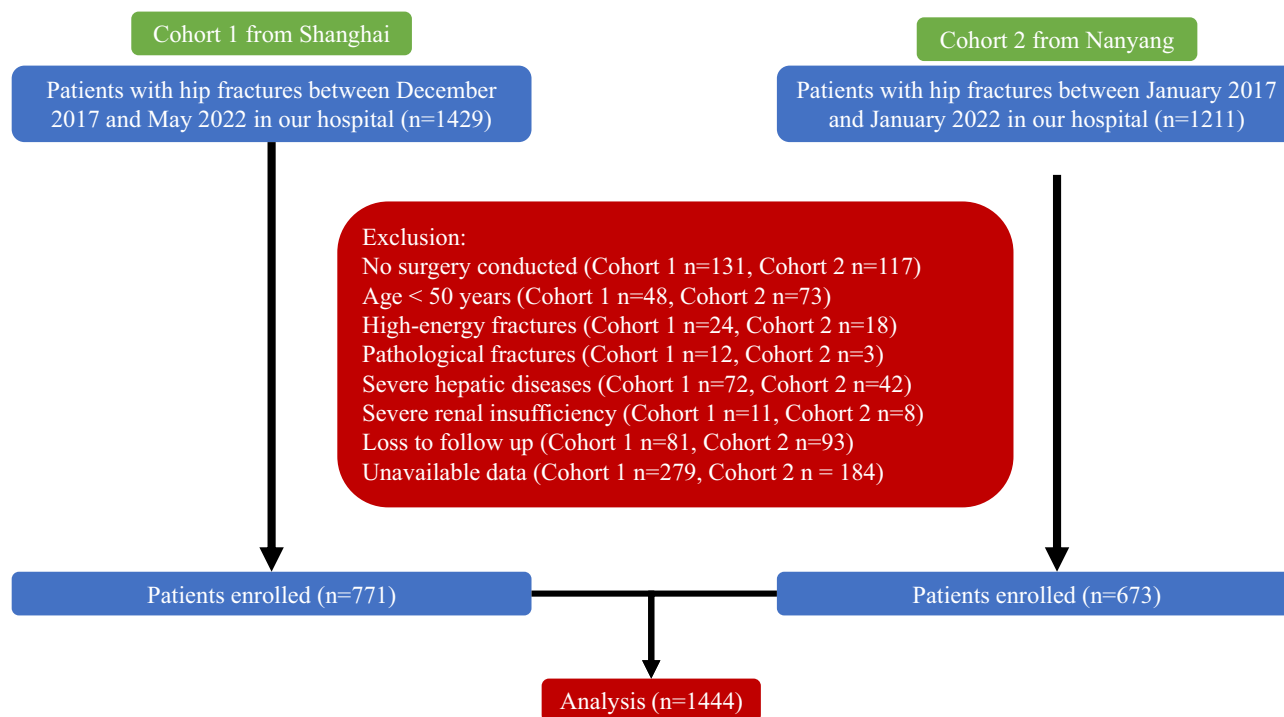 Cohort 1 from Shanghai
Cohort 2 from Nanyang
Patients with hip fractures between December
2017 and May 2022 in our hospital (n=1429)
Patients with hip fractures between January 2017
and January 2022 in our hospital (n=1211)
Exclusion:
No surgery conducted (Cohort 1 n=131, Cohort 2 n=117)
Age < 50 years (Cohort 1 n=48, Cohort 2 n=73)
High-energy fractures (Cohort 1 n=24, Cohort 2 n=18)
Pathological fractures (Cohort 1 n=12, Cohort 2 n=3)
Severe hepatic diseases (Cohort 1 n=72, Cohort 2 n=42)
Severe renal insufficiency (Cohort 1 n=11, Cohort 2 n=8)
Loss to follow up (Cohort 1 n=81, Cohort 2 n=93)
Unavailable data (Cohort 1 n=279, Cohort 2 n = 184)
Patients enrolled (n=771)
Patients enrolled (n=673)
Analysis (n=1444)